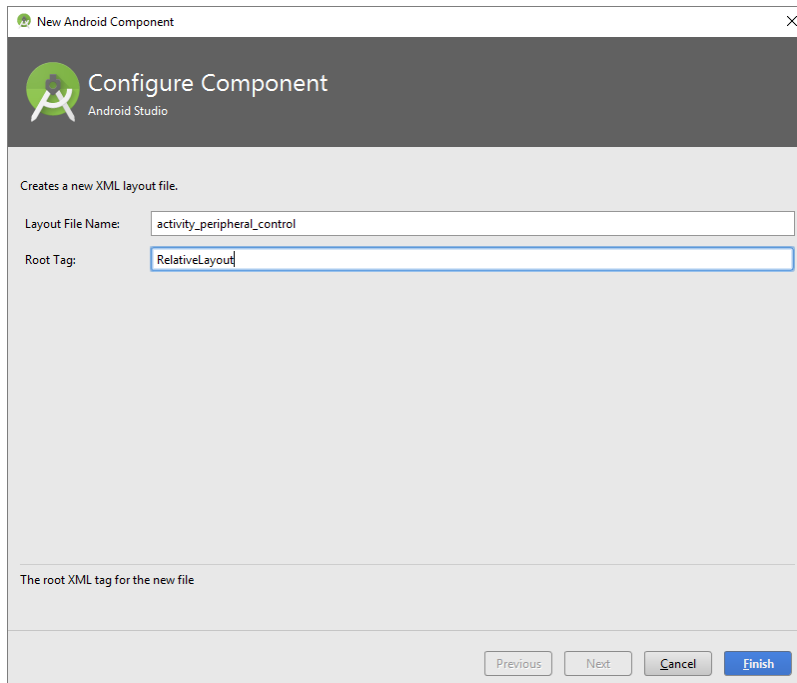 New Android Component
Configure Component
Android Studio
Creates a new XML layout file.
Layout File Name: activity_peripheral_control
Root Tag: RelativeLayout
The root XML tag for the new file
Previous Next Cancel Finish